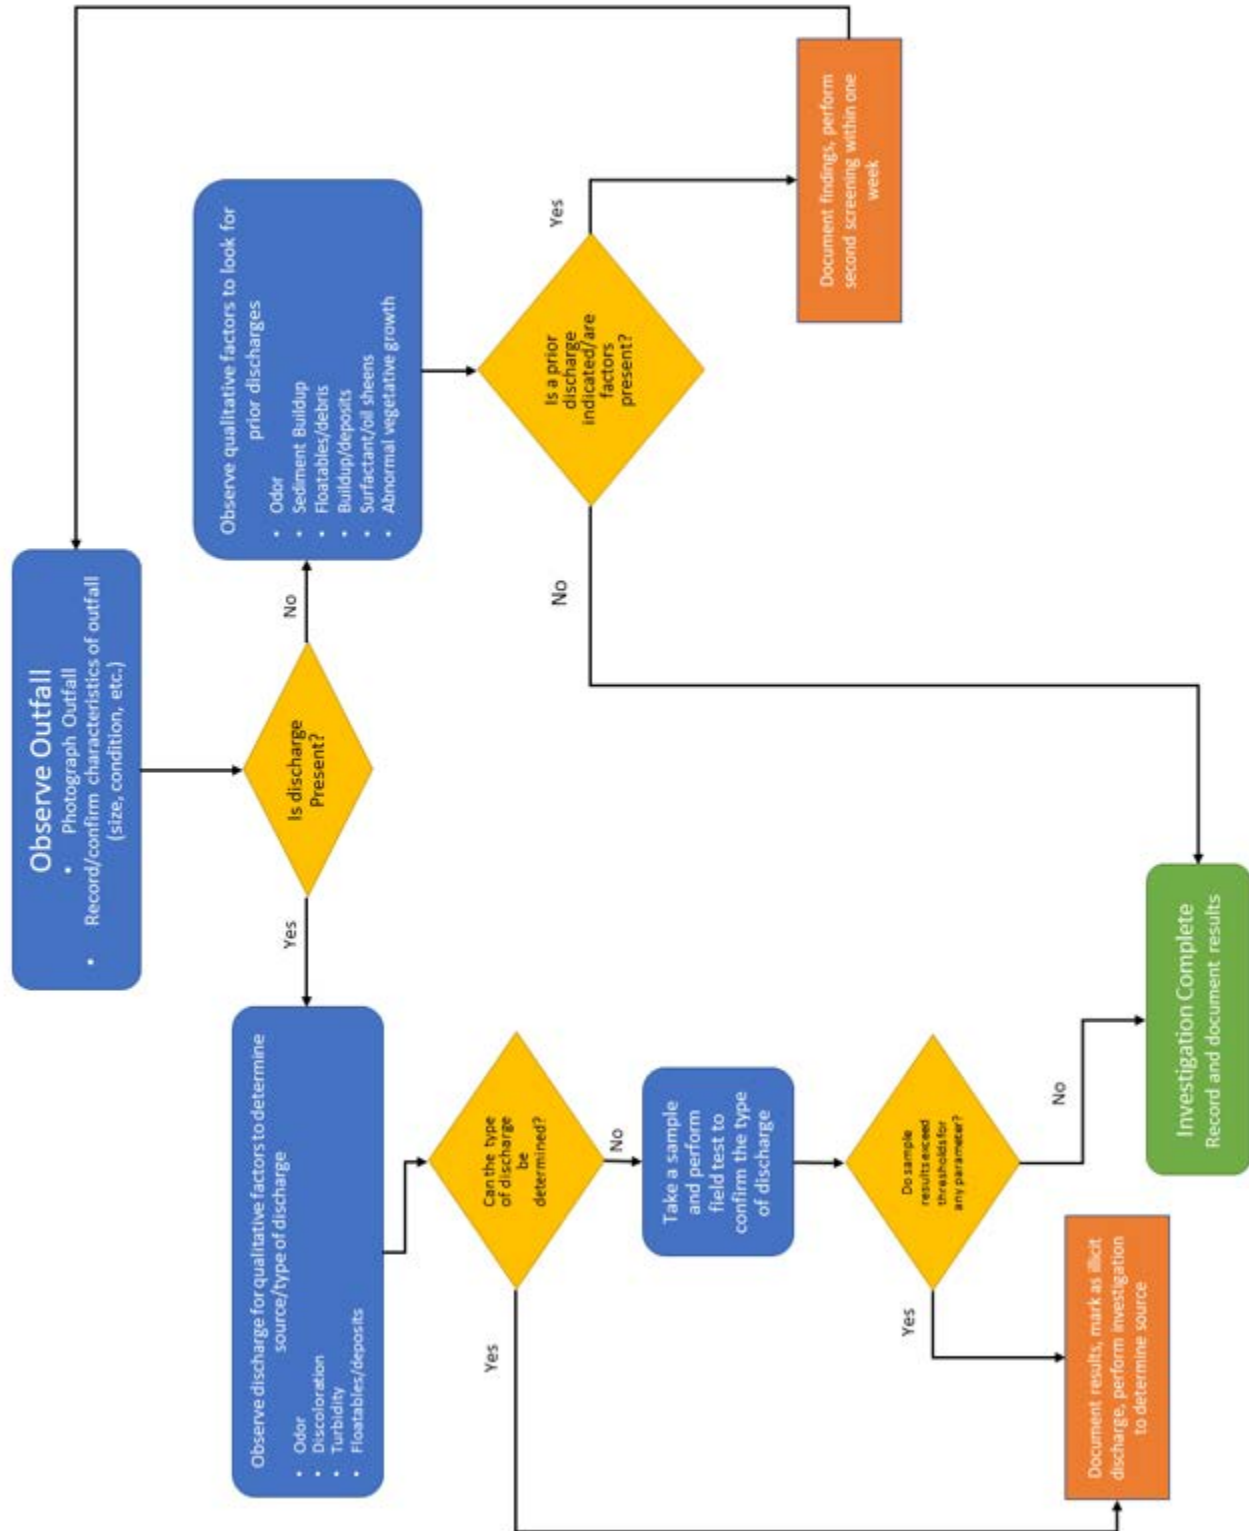 Observe Outfall
• Photograph Outfall
• Record/confirm characteristics of outfall
(size, condition, etc.)
Is discharge
Present?
Yes
No
Observe discharge for qualitative factors to determine
source/type of discharge
• Odor
• Discoloration
• Turbidity
• Floatables/deposits
Observe qualitative factors to look for
prior discharges
• Odor
• Sediment Buildup
• Floatables/debris
• Buildup/deposits
• Surfactant/oil sheens
• Abnormal vegetative growth
Can the type
of discharge
be
determined?
Yes
No
Is a prior
discharge
indicated/are
factors
present?
No
Yes
Take a sample
and perform
field test to
confirm the type
of discharge
Document findings, perform
second screening within one
week
Do sample
results exceed
thresholds for
any parameter?
Yes
No
Document results, mark as illicit
discharge, perform investigation
to determine source
Investigation Complete
Record and document results